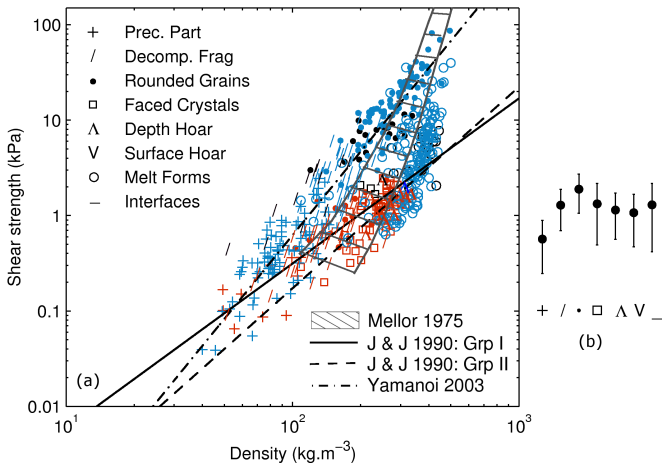 100
10
1
0.1
0.01
Shear strength (kPa)
+ Prec. Part
/ Decomp. Frag
• Rounded Grains
□ Faced Crystals
Λ Depth Hoar
V Surface Hoar
○ Melt Forms
_ Interfaces
Mellor 1975
J & J 1990: Grp I
J & J 1990: Grp II
Yamanoi 2003
(a)
10¹ 10² 10³
Density (kg.m⁻³)
+ / • □ Λ V _
(b)